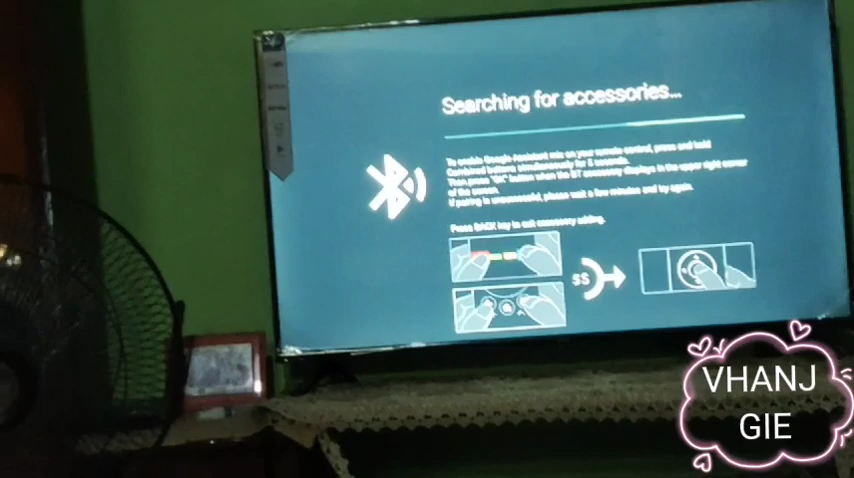 Searching for accessories...
To enable Google Assistant mic on your remote control, press and hold
Combined buttons simultaneously for 5 seconds.
Then press "OK" button when the BT accessory displays in the upper right corner
of the screen.
If pairing is unsuccessful, please wait a few minutes and try again.
Press BACK key to exit accessory adding.
5S
VHANJ
GIE